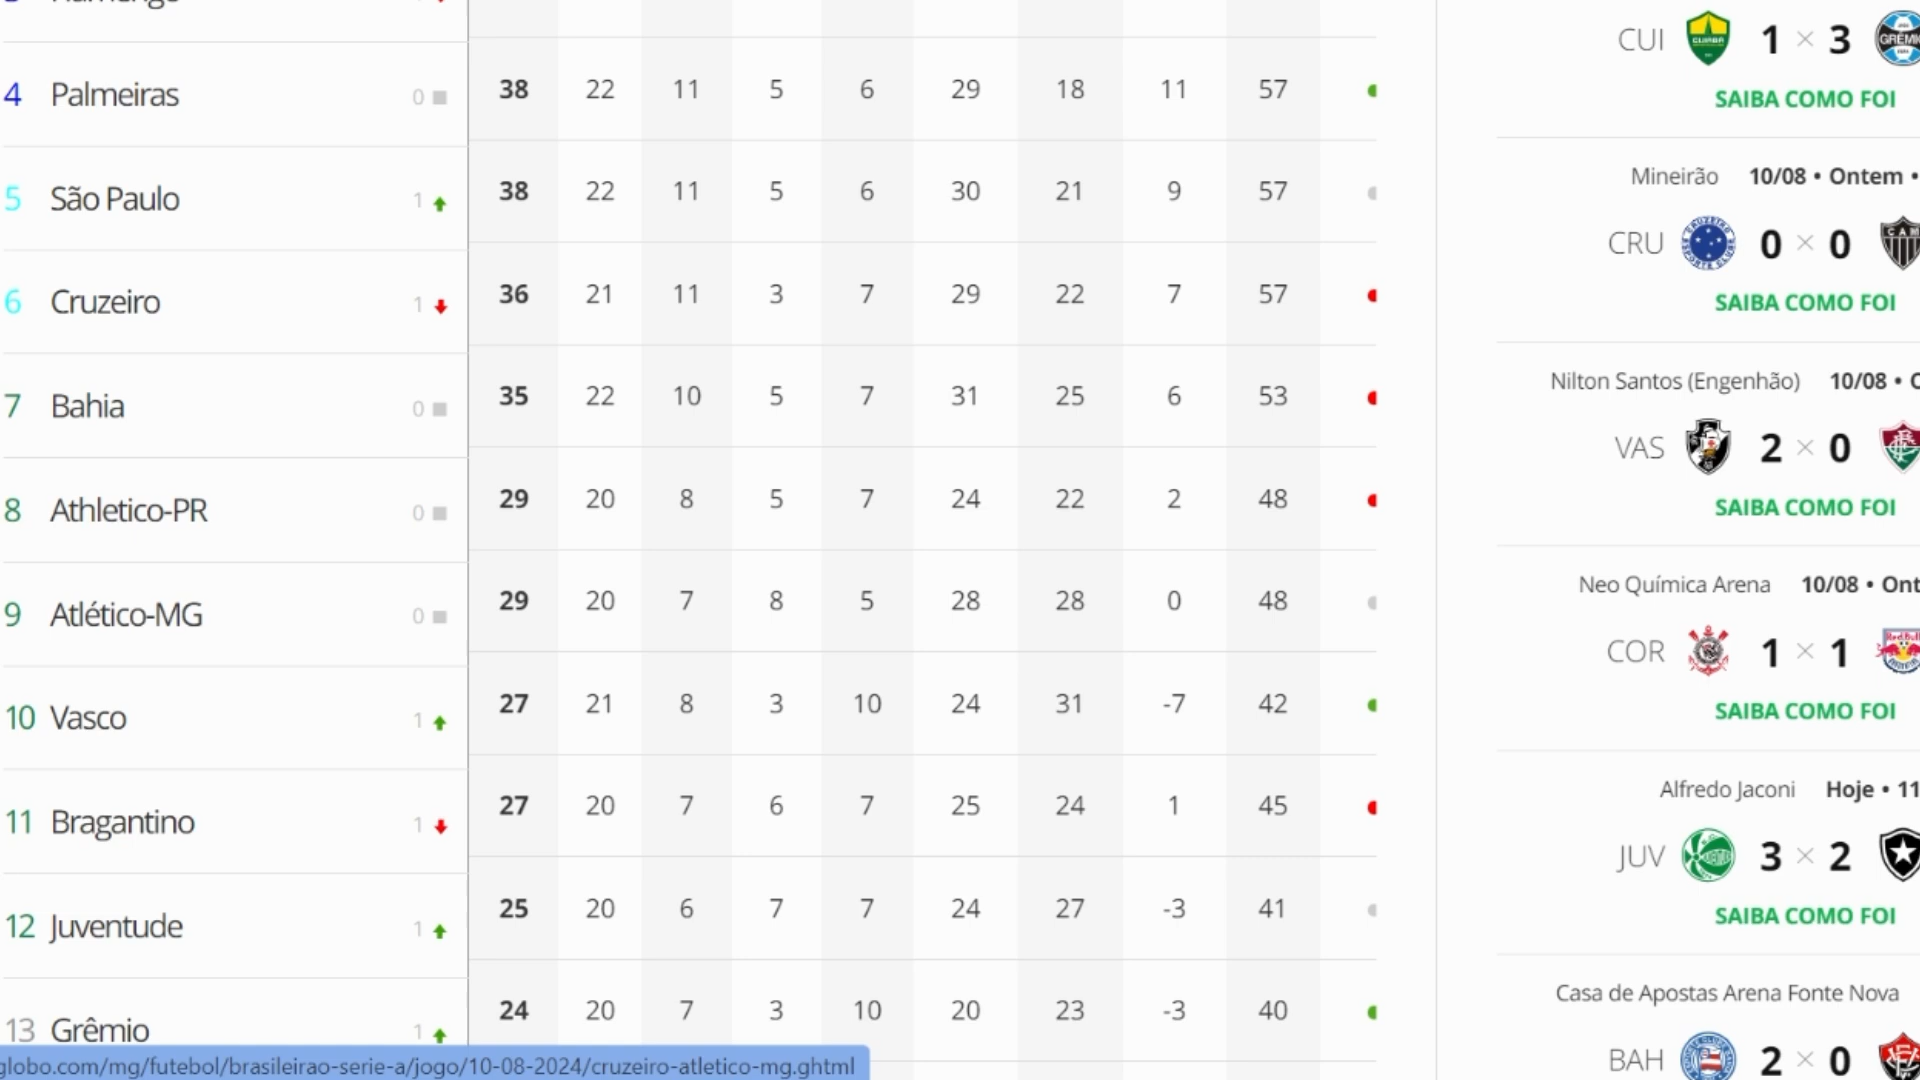 4 Palmeiras 0 38 22 11 5 6 29 18 11 57
5 São Paulo 1 38 22 11 5 6 30 21 9 57
6 Cruzeiro 1 36 21 11 3 7 29 22 7 57
7 Bahia 0 35 22 10 5 7 31 25 6 53
8 Athletico-PR 0 29 20 8 5 7 24 22 2 48
9 Atlético-MG 0 29 20 7 8 5 28 28 0 48
10 Vasco 1 27 21 8 3 10 24 31 -7 42
11 Bragantino 1 27 20 7 6 7 25 24 1 45
12 Juventude 1 25 20 6 7 7 24 27 -3 41
13 Grêmio 1 24 20 7 3 10 20 23 -3 40
globo.com/mg/futebol/brasileirao-serie-a/jogo/10-08-2024/cruzeiro-atletico-mg.ghtml
CUI 1 × 3
SAIBA COMO FOI
Mineirão 10/08 • Ontem •
CRU 0 × 0
SAIBA COMO FOI
Nilton Santos (Engenhão) 10/08 •
VAS 2 × 0
SAIBA COMO FOI
Neo Química Arena 10/08 • Ont
COR 1 × 1
SAIBA COMO FOI
Alfredo Jaconi Hoje • 11
JUV 3 × 2
SAIBA COMO FOI
Casa de Apostas Arena Fonte Nova
BAH 2 × 0